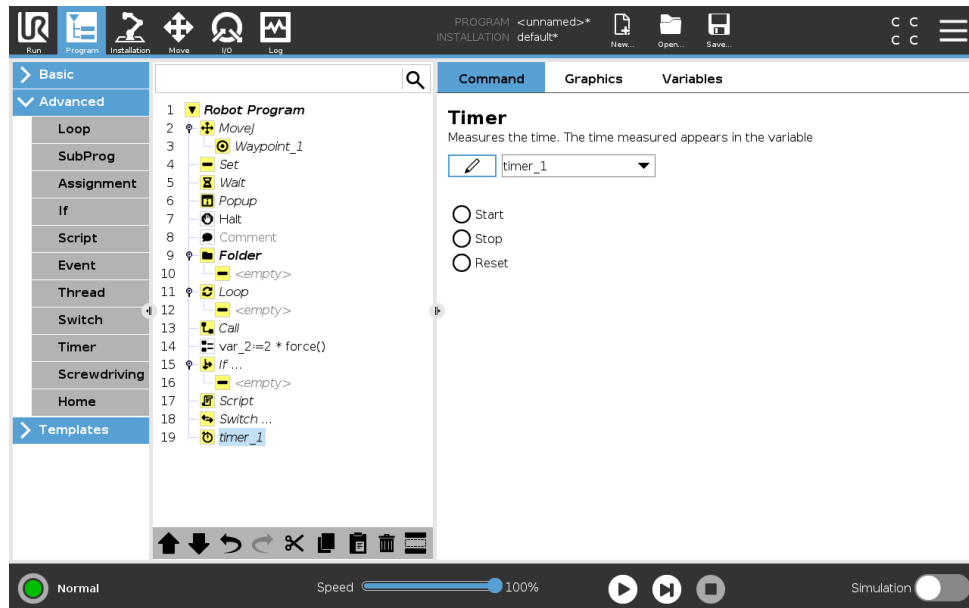 PROGRAM <unnamed>*
INSTALLATION default*
UR
Run
Program
Installation
Move
I/O
Log
New...
Open...
Save...
C C
C C
Basic
Advanced
Loop
SubProg
Assignment
If
Script
Event
Thread
Switch
Timer
Screwdriving
Home
Templates
1 Robot Program
2 MoveJ
3 Waypoint_1
4 Set
5 Wait
6 Popup
7 Halt
8 Comment
9 Folder
10 <empty>
11 Loop
12 <empty>
13 Call
14 var_2:=2 * force()
15 If ...
16 <empty>
17 Script
18 Switch ...
19 timer_1
Command Graphics Variables
Timer
Measures the time. The time measured appears in the variable
timer_1
Start
Stop
Reset
Normal
Speed 100%
Simulation